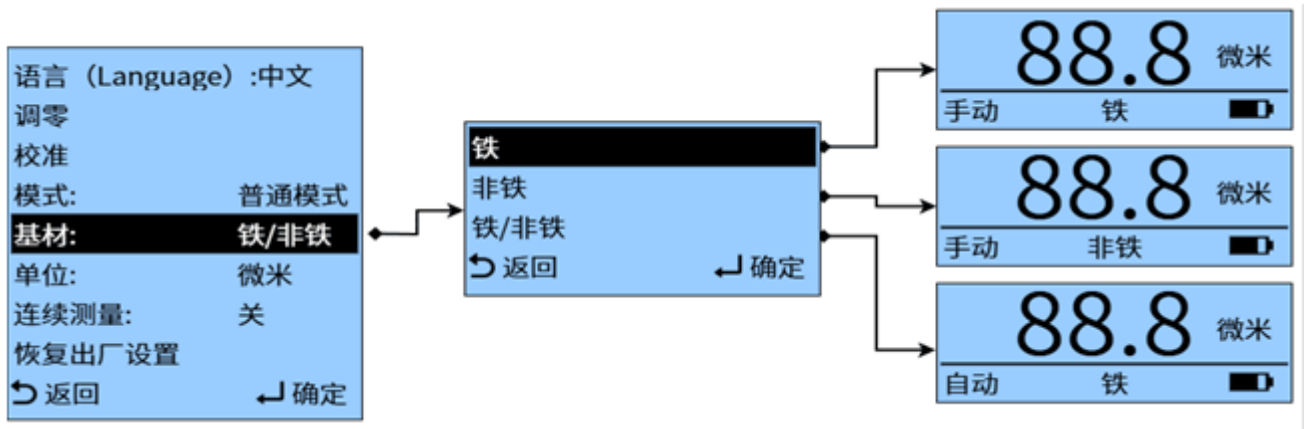 语言（Language）:中文
调零
校准
模式: 普通模式
基材: 铁/非铁
单位: 微米
连续测量: 关
恢复出厂设置
返回 确定
铁
非铁
铁/非铁
返回 确定
88.8 微米
手动 铁
88.8 微米
手动 非铁
88.8 微米
自动 铁